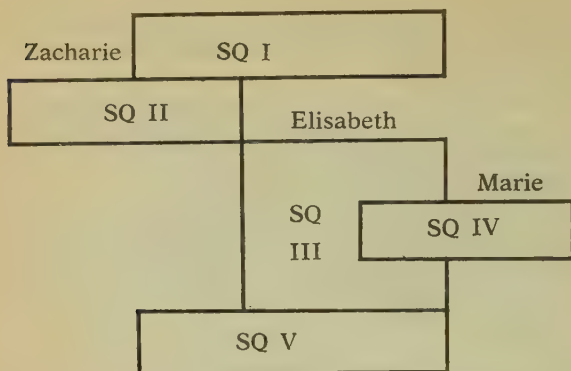 Zacharie SQ I
SQ II
Elisabeth
Marie
SQ
III
SQ IV
SQ V